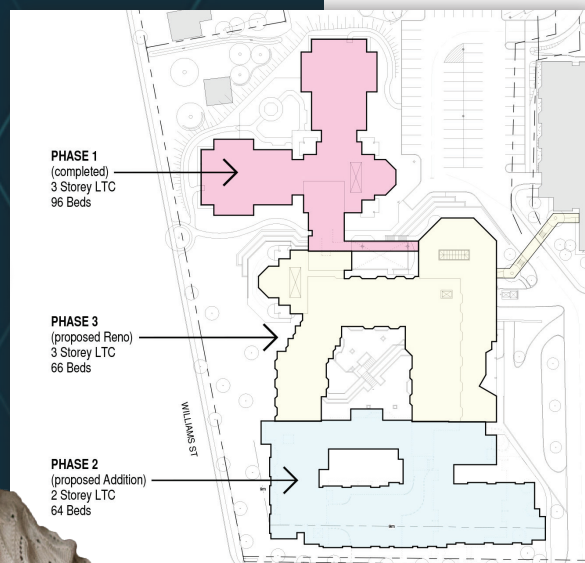 PHASE 1
(completed)
3 Storey LTC
96 Beds
PHASE 3
(proposed Reno)
3 Storey LTC
66 Beds
WILLIAMS ST
PHASE 2
(proposed Addition)
2 Storey LTC
64 Beds